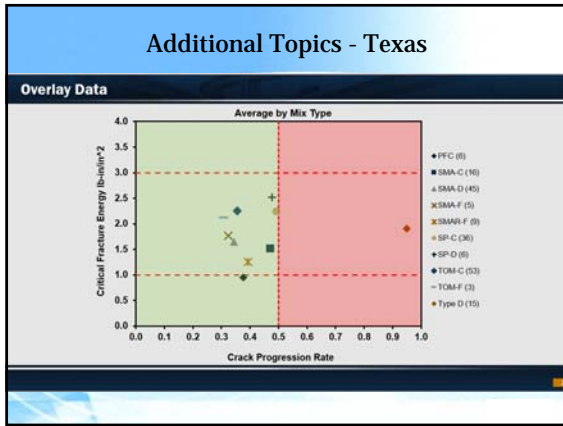 Additional Topics - Texas
Overlay Data
Average by Mix Type
Critical Fracture Energy lb-in/in^2
4.0
3.5
3.0
2.5
2.0
1.5
1.0
0.5
0.0
0.0 0.1 0.2 0.3 0.4 0.5 0.6 0.7 0.8 0.9 1.0
Crack Progression Rate
PFC (6)
SMA-C (16)
SMA-D (45)
SMA-F (5)
SMAR-F (9)
SP-C (36)
SP-D (6)
TOM-C (53)
TOM-F (3)
Type D (15)